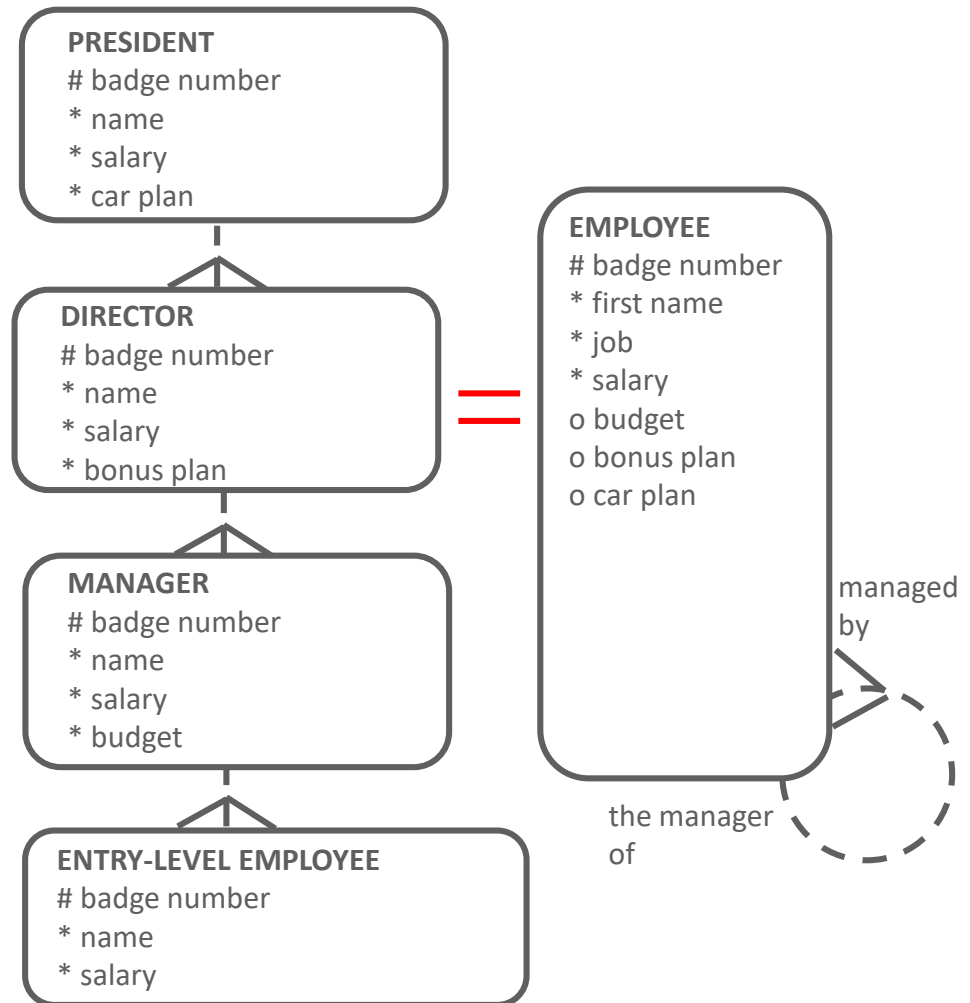 PRESIDENT
# badge number
* name
* salary
* car plan
DIRECTOR
# badge number
* name
* salary
* bonus plan
MANAGER
# badge number
* name
* salary
* budget
ENTRY-LEVEL EMPLOYEE
# badge number
* name
* salary
EMPLOYEE
# badge number
* first name
* job
* salary
o budget
o bonus plan
o car plan
managed
by
the manager
of